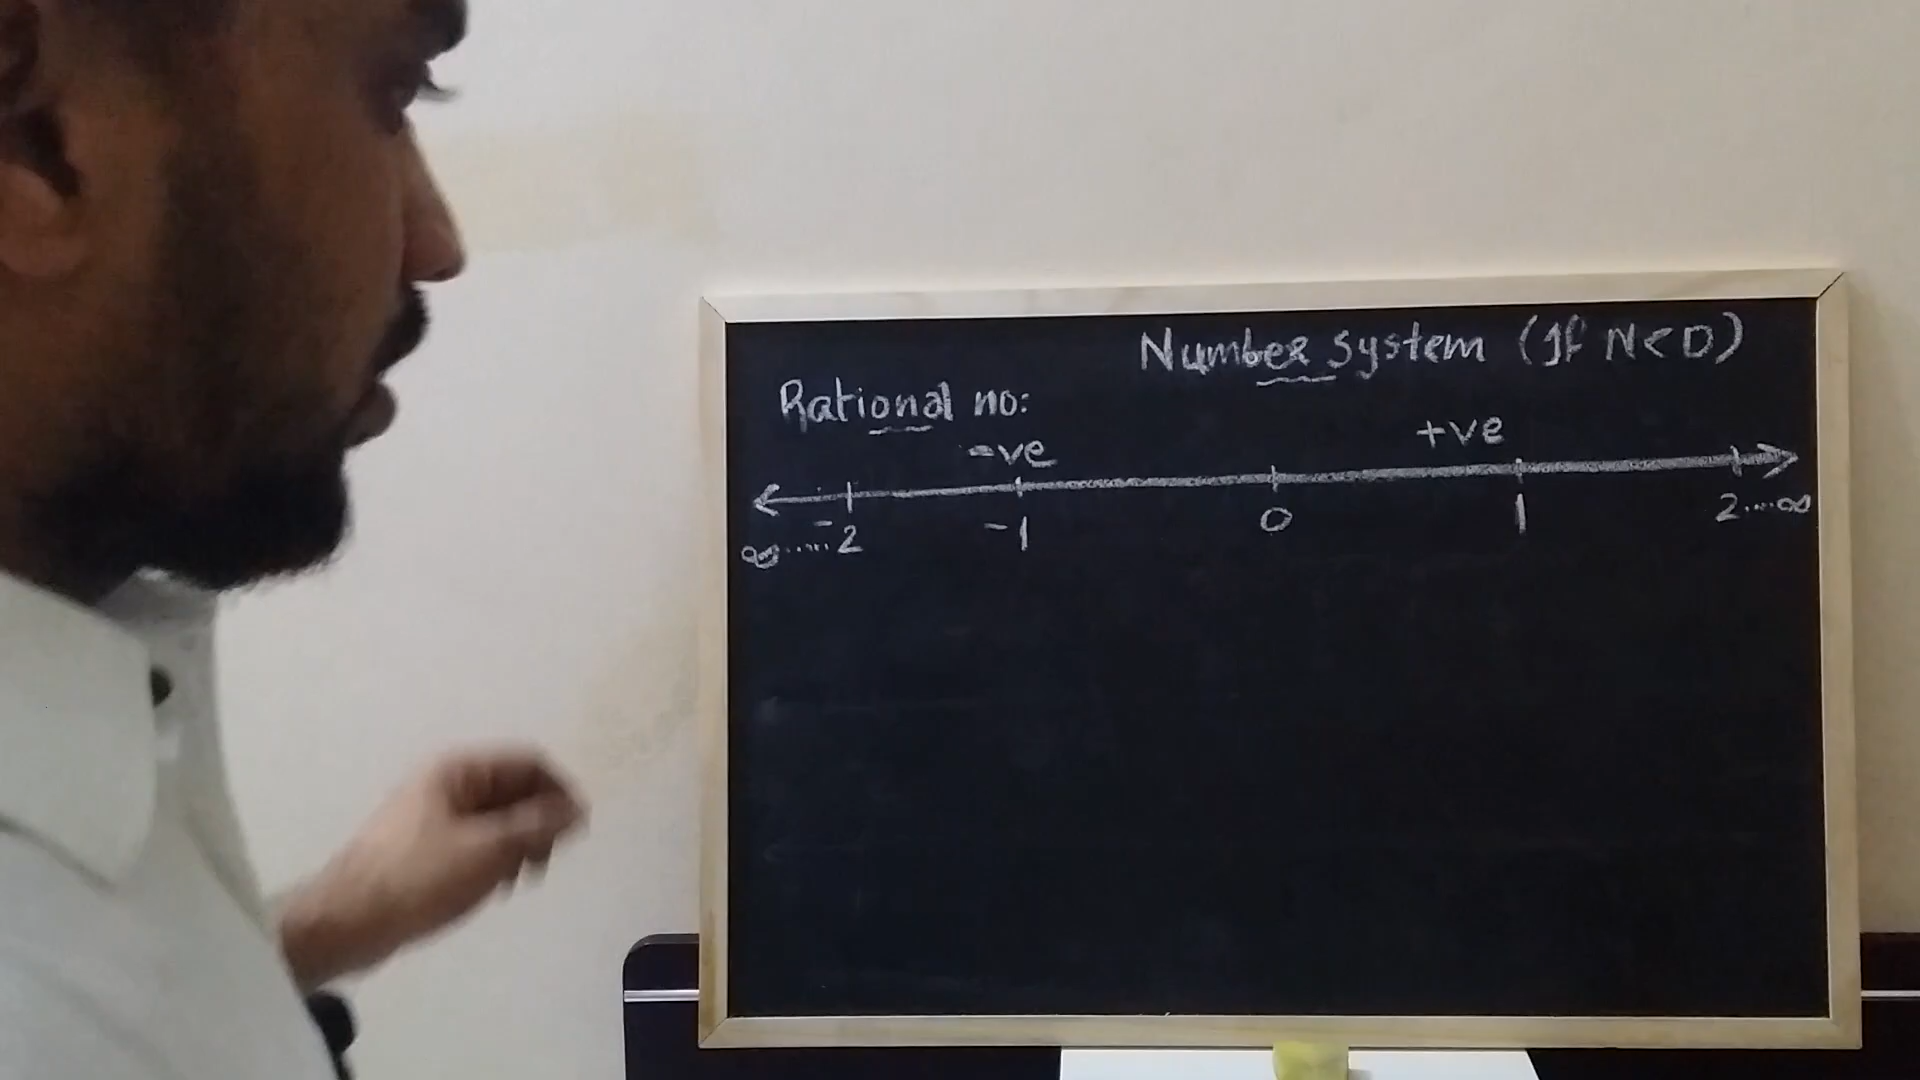 Number system (If N<D)
Rational no:
-ve +ve
∞.....-2 -1 0 1 2....∞